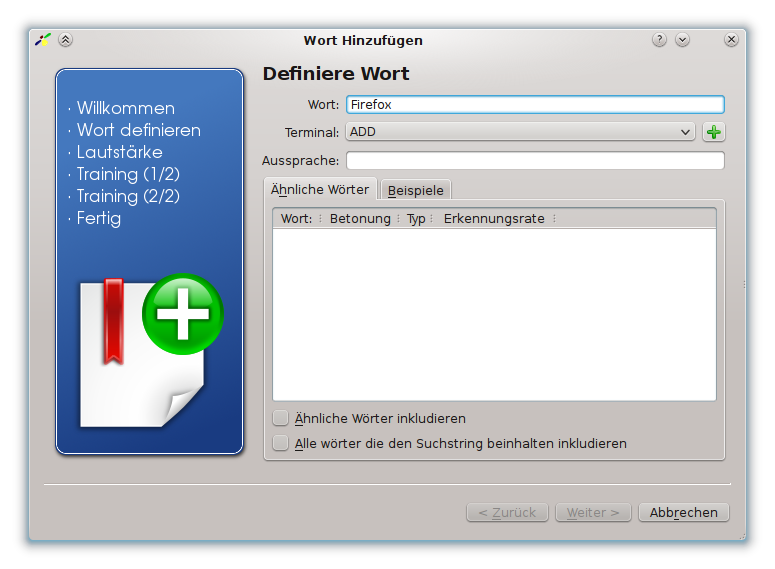 Wort Hinzufügen
· Willkommen
· Wort definieren
· Lautstärke
· Training (1/2)
· Training (2/2)
· Fertig
Definiere Wort
Wort: Firefox
Terminal: ADD
Aussprache:
Ähnliche Wörter Beispiele
Wort: Betonung Typ Erkennungsrate
Ähnliche Wörter inkludieren
Alle wörter die den Suchstring beinhalten inkludieren
< Zurück Weiter > Abbrechen